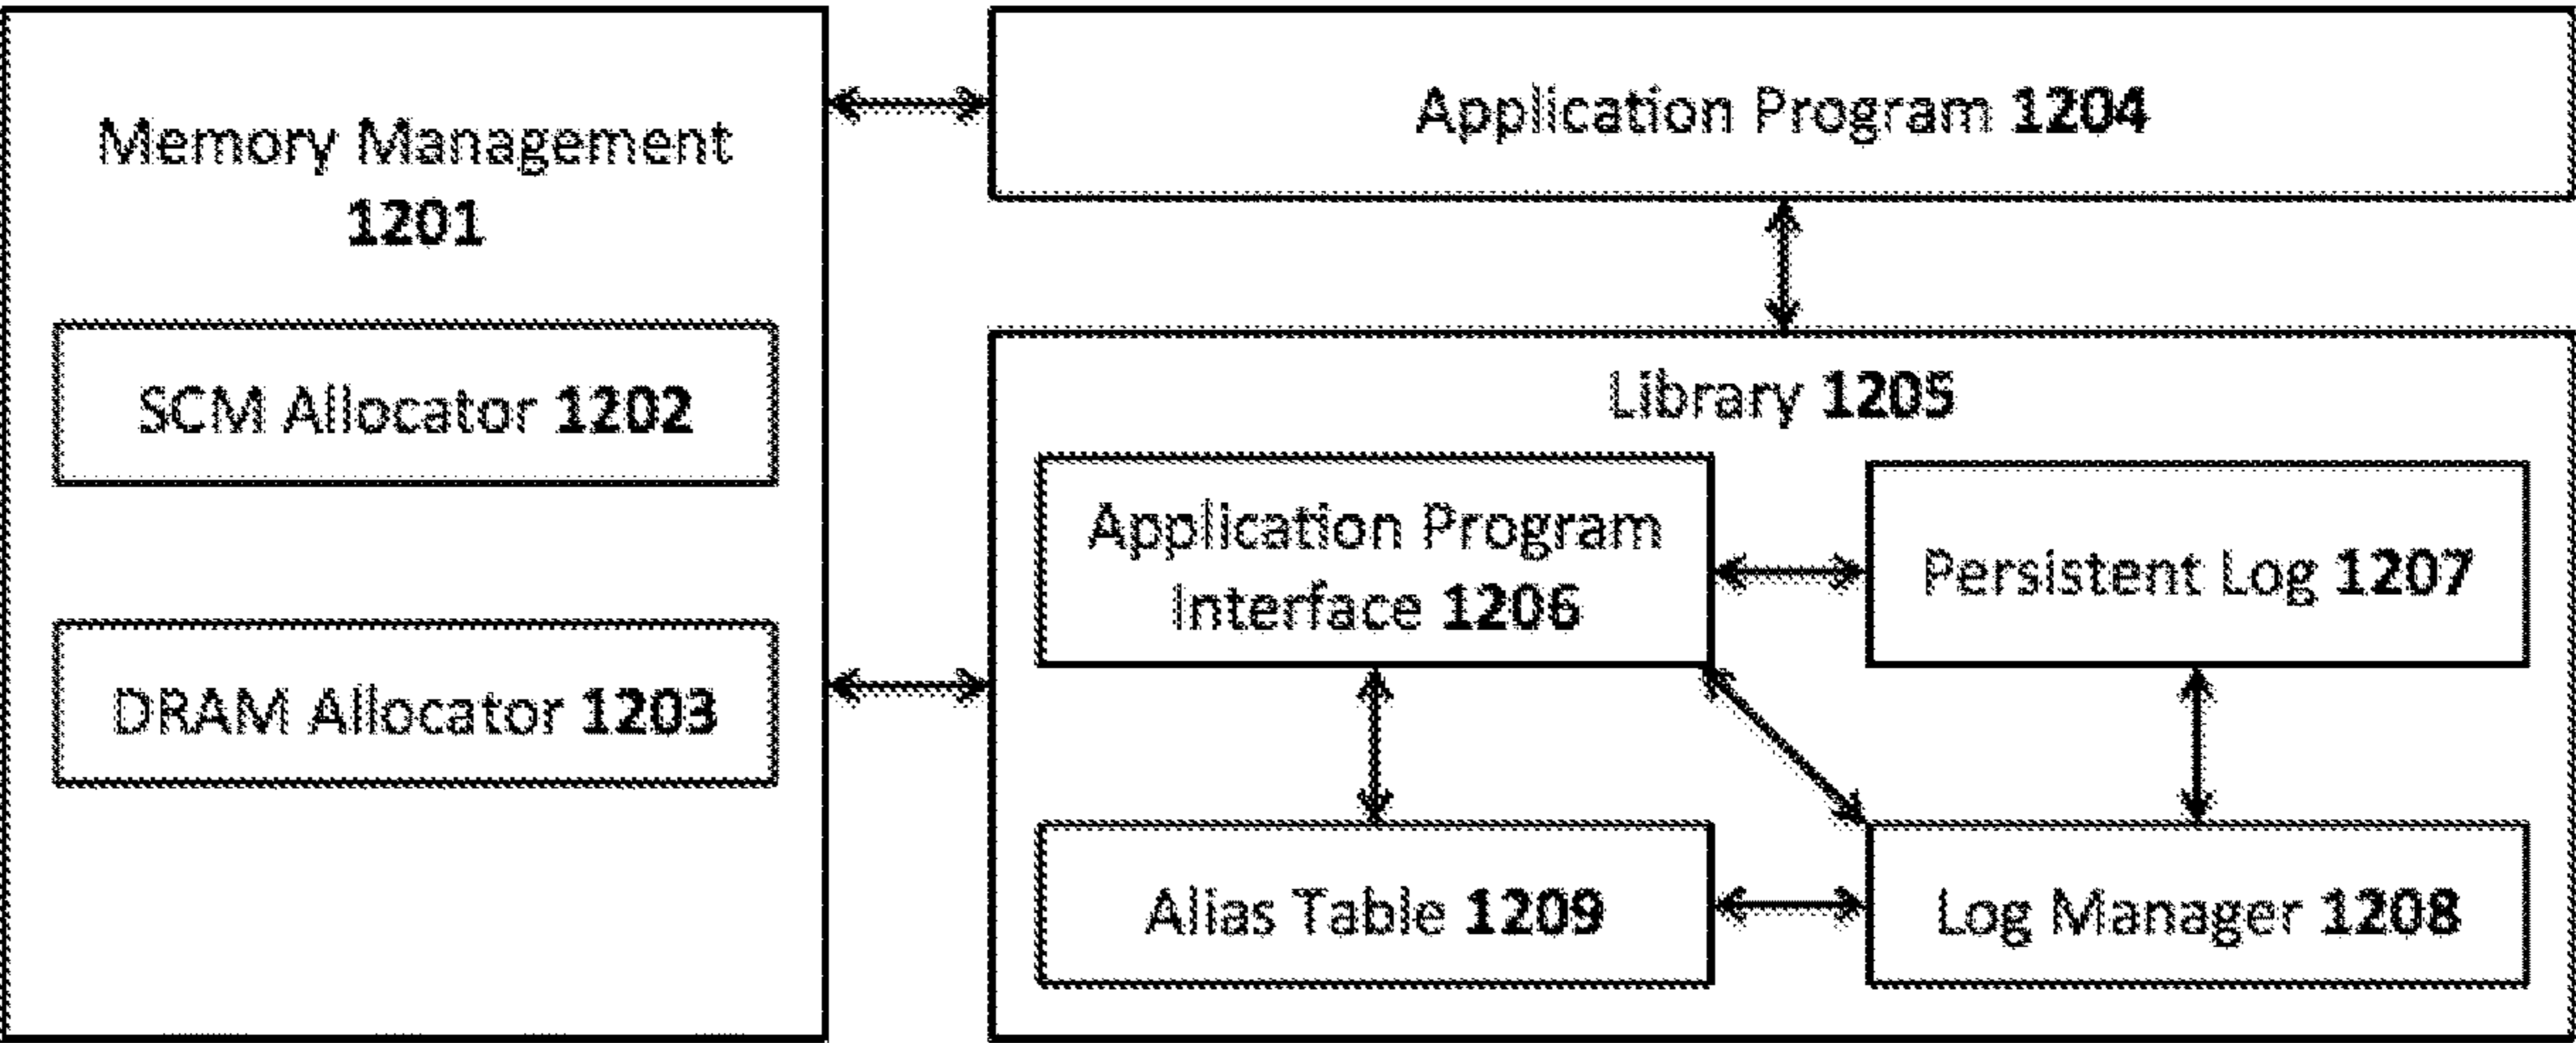 Memory Management
1201
SCM Allocator 1202
DRAM Allocator 1203
Application Program 1204
Library 1205
Application Program
Interface 1206
Persistent Log 1207
Alias Table 1209
Log Manager 1208